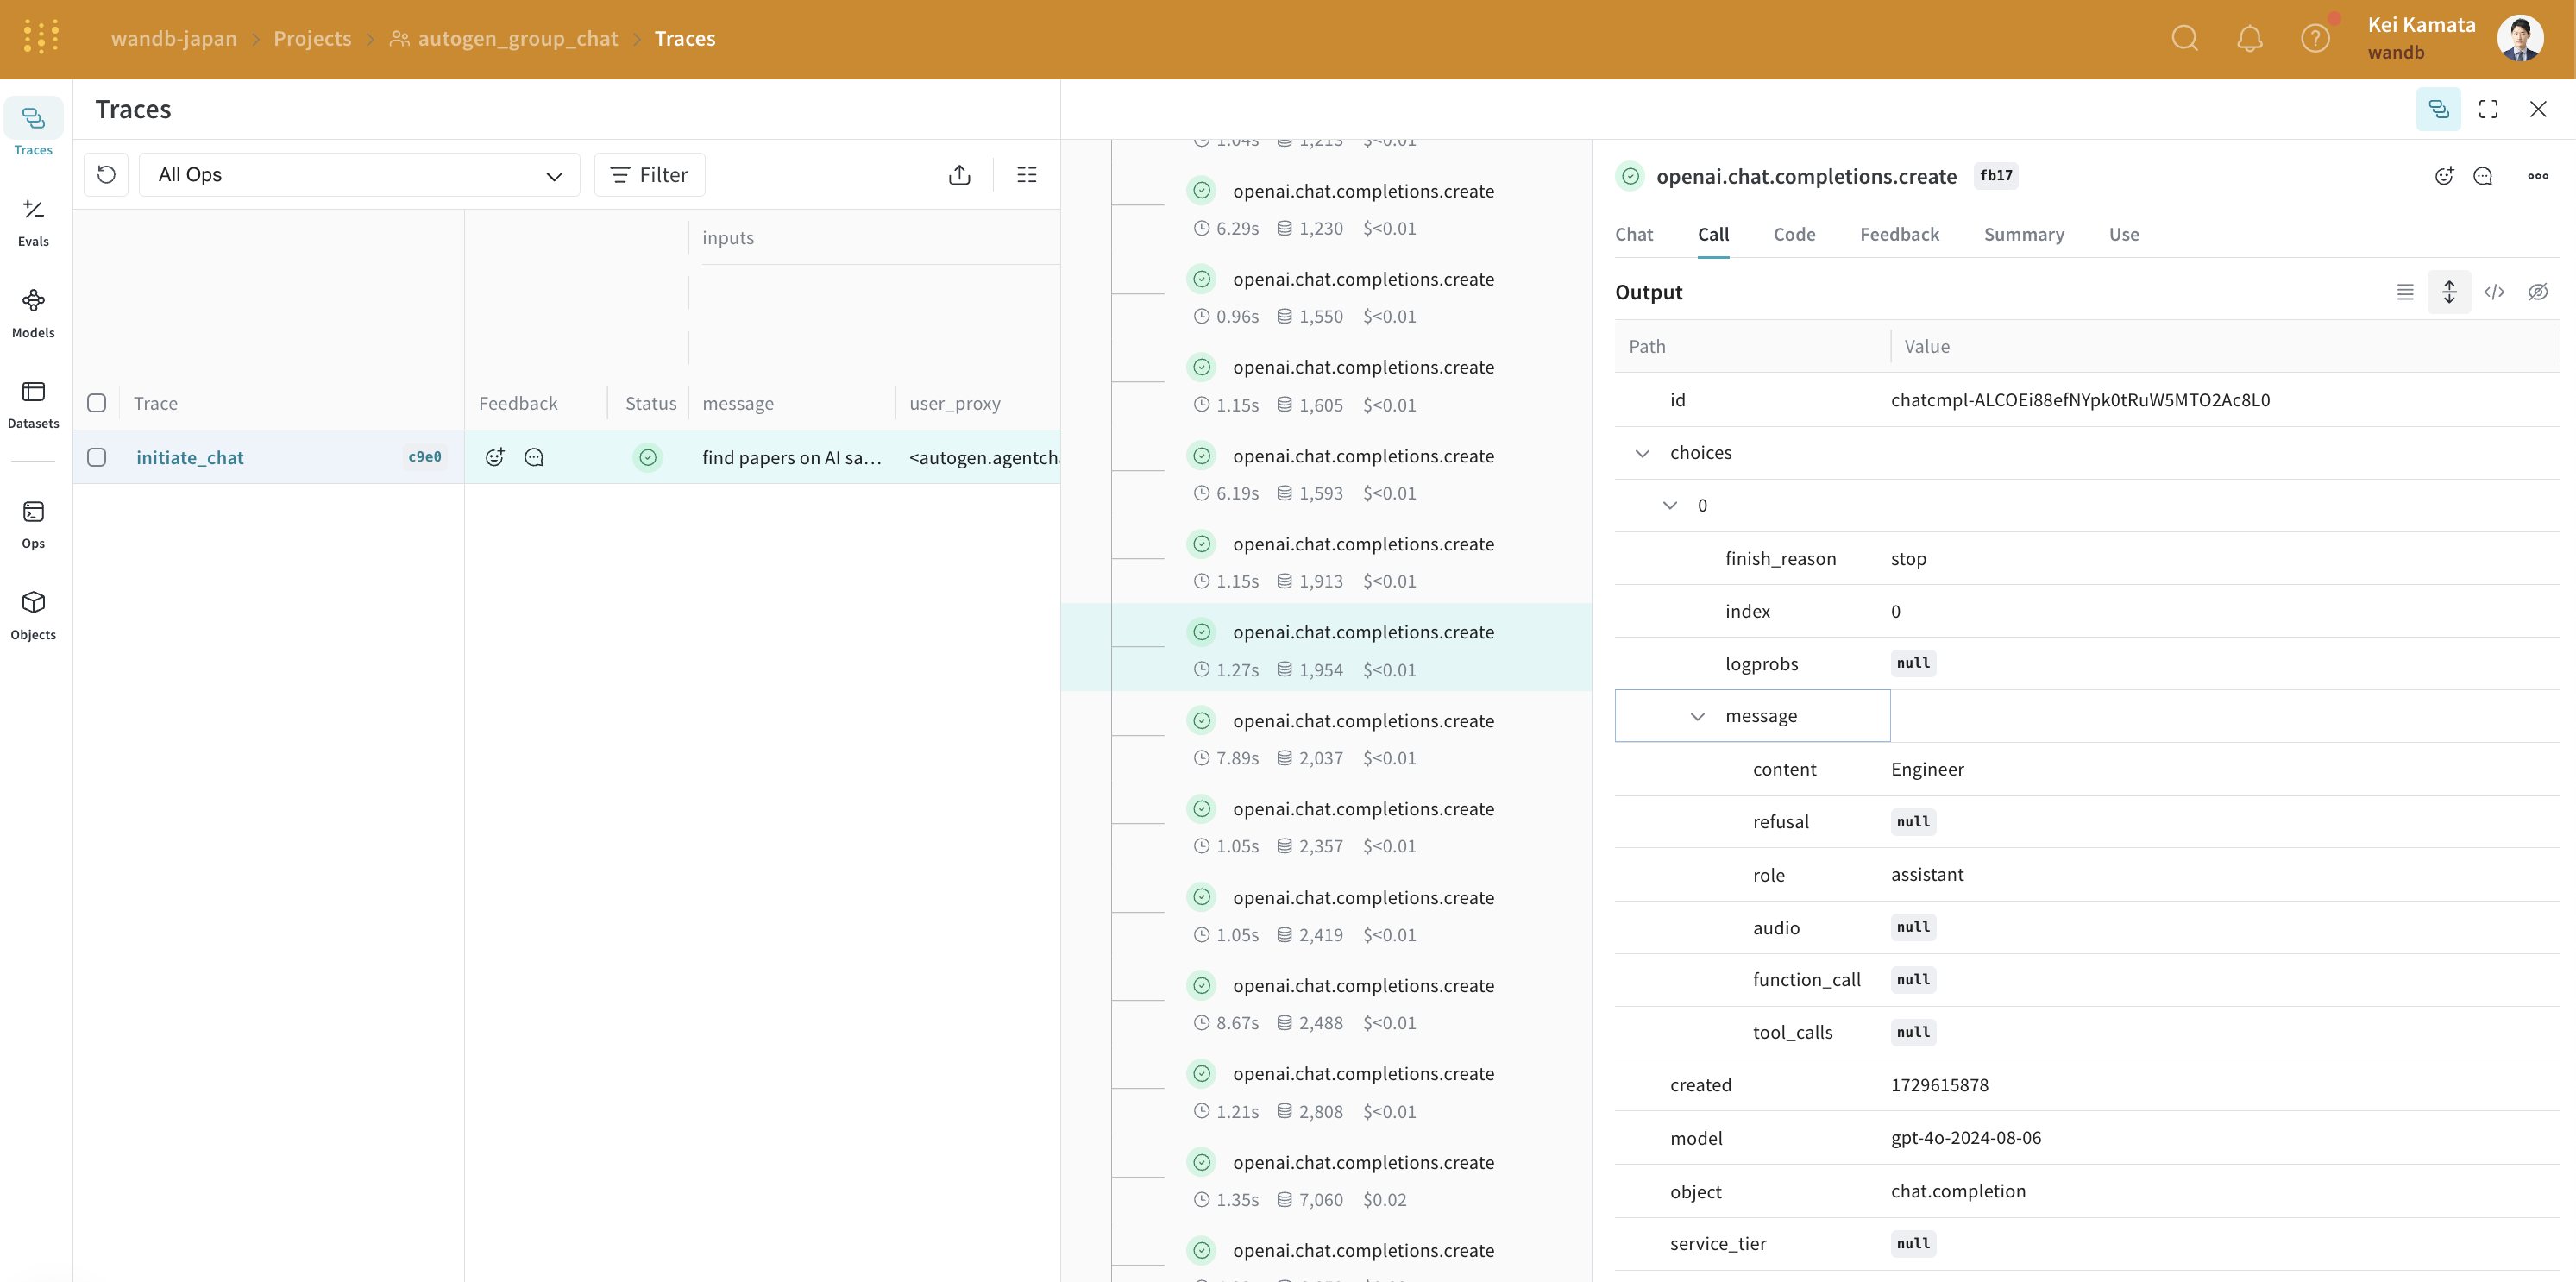 wandb-japan > Projects > autogen_group_chat > Traces
Kei Kamata
wandb
Traces
Evals
Models
Datasets
Ops
Objects
Traces
All Ops
Filter
inputs
Trace Feedback Status message user_proxy
initiate_chat c9e0 find papers on AI sa... <autogen.agentch
1.04s 1,213 $<0.01
openai.chat.completions.create
6.29s 1,230 $<0.01
openai.chat.completions.create
0.96s 1,550 $<0.01
openai.chat.completions.create
1.15s 1,605 $<0.01
openai.chat.completions.create
6.19s 1,593 $<0.01
openai.chat.completions.create
1.15s 1,913 $<0.01
openai.chat.completions.create
1.27s 1,954 $<0.01
openai.chat.completions.create
7.89s 2,037 $<0.01
openai.chat.completions.create
1.05s 2,357 $<0.01
openai.chat.completions.create
1.05s 2,419 $<0.01
openai.chat.completions.create
8.67s 2,488 $<0.01
openai.chat.completions.create
1.21s 2,808 $<0.01
openai.chat.completions.create
1.35s 7,060 $0.02
openai.chat.completions.create
openai.chat.completions.create fb17
Chat Call Code Feedback Summary Use
Output
Path Value
id chatcmpl-ALCOEi88efNYpk0tRuW5MTO2Ac8L0
choices
0
finish_reason stop
index 0
logprobs null
message
content Engineer
refusal null
role assistant
audio null
function_call null
tool_calls null
created 1729615878
model gpt-4o-2024-08-06
object chat.completion
service_tier null